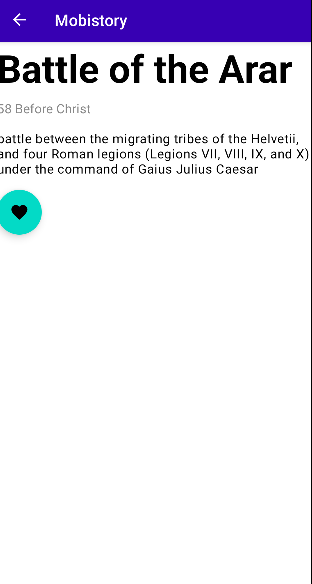 Mobistory
Battle of the Arar
58 Before Christ
battle between the migrating tribes of the Helvetii,
and four Roman legions (Legions VII, VIII, IX, and X)
under the command of Gaius Julius Caesar